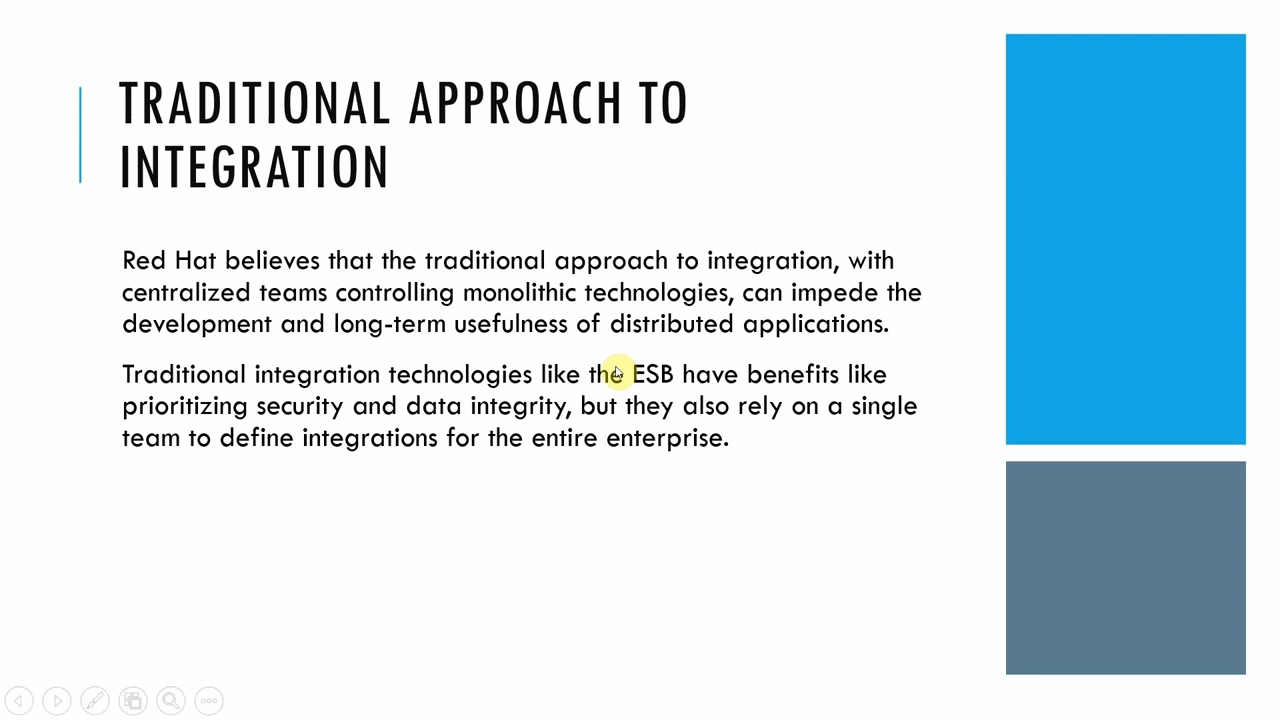 TRADITIONAL APPROACH TO
INTEGRATION
Red Hat believes that the traditional approach to integration, with
centralized teams controlling monolithic technologies, can impede the
development and long-term usefulness of distributed applications.
Traditional integration technologies like the ESB have benefits like
prioritizing security and data integrity, but they also rely on a single
team to define integrations for the entire enterprise.